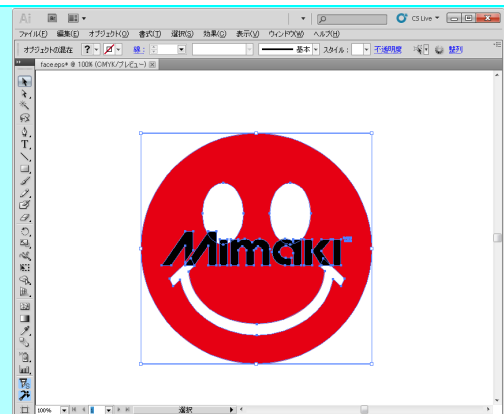 Ai Br CS Live
ファイル(F) 編集(E) オブジェクト(O) 書式(T) 選択(S) 効果(C) 表示(V) ウィンドウ(W) ヘルプ(H)
オブジェクトの混在 ? 線: 基本 スタイル: 不透明度 整列
face.eps* @ 100% (CMYK/プレビュー)
T
Mimaki
100% 選択